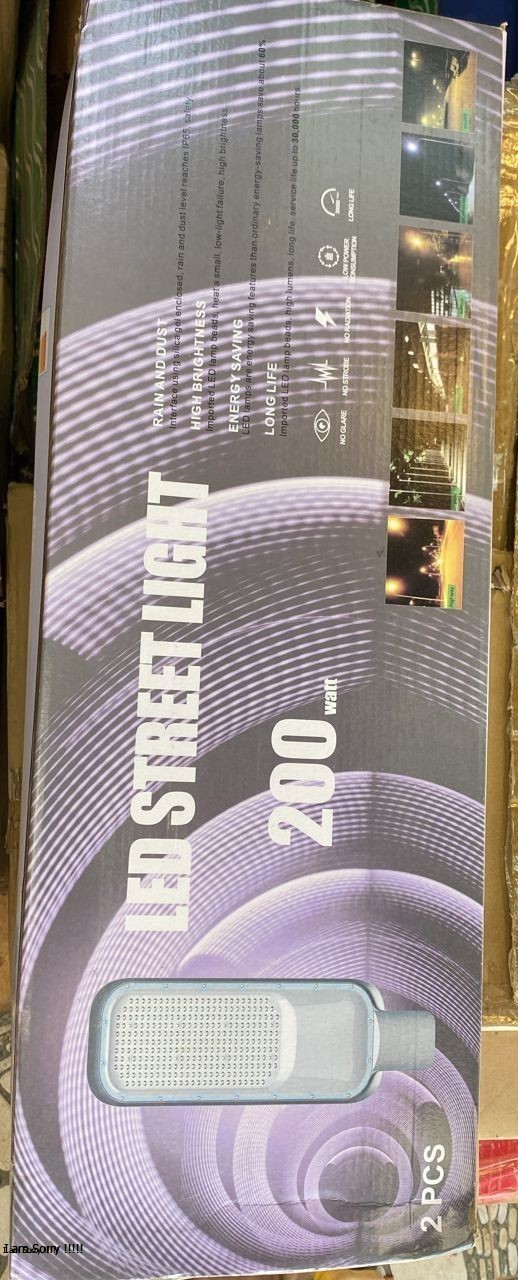 LED STREET LIGHT
200 watt
RAIN AND DUST
Interface using silica gel enclosed, rain and dust level reaches IP65, safety.
HIGH BRIGHTNESS
Imported LED lamp beads, heat a small, low-light failure, high brightness.
ENERGY SAVING
LED lamps are energy saving features than ordinary energy-saving lamps save about 60%
LONG LIFE
Imported LED lamp beads, high lumens, long life, service life up to 30,000 hours
NO GLARE
NO STROBE
NO RADIATION
LOW POWER
CONSUMPTION
LONG LIFE
highway
2 PCS
I am Sorry !!!!!